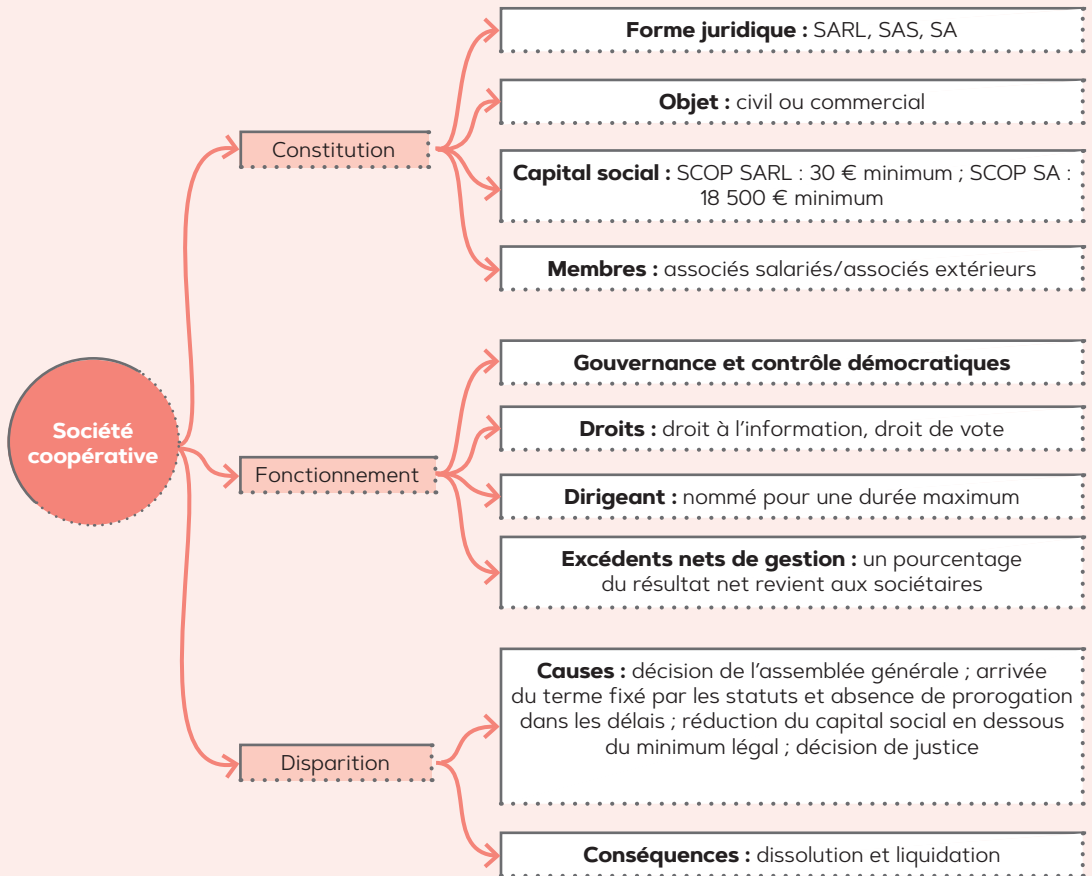 Société
coopérative
Constitution
Forme juridique : SARL, SAS, SA
Objet : civil ou commercial
Capital social : SCOP SARL : 30 € minimum ; SCOP SA :
18 500 € minimum
Membres : associés salariés/associés extérieurs
Fonctionnement
Gouvernance et contrôle démocratiques
Droits : droit à l’information, droit de vote
Dirigeant : nommé pour une durée maximum
Excédents nets de gestion : un pourcentage
du résultat net revient aux sociétaires
Disparition
Causes : décision de l’assemblée générale ; arrivée
du terme fixé par les statuts et absence de prorogation
dans les délais ; réduction du capital social en dessous
du minimum légal ; décision de justice
Conséquences : dissolution et liquidation